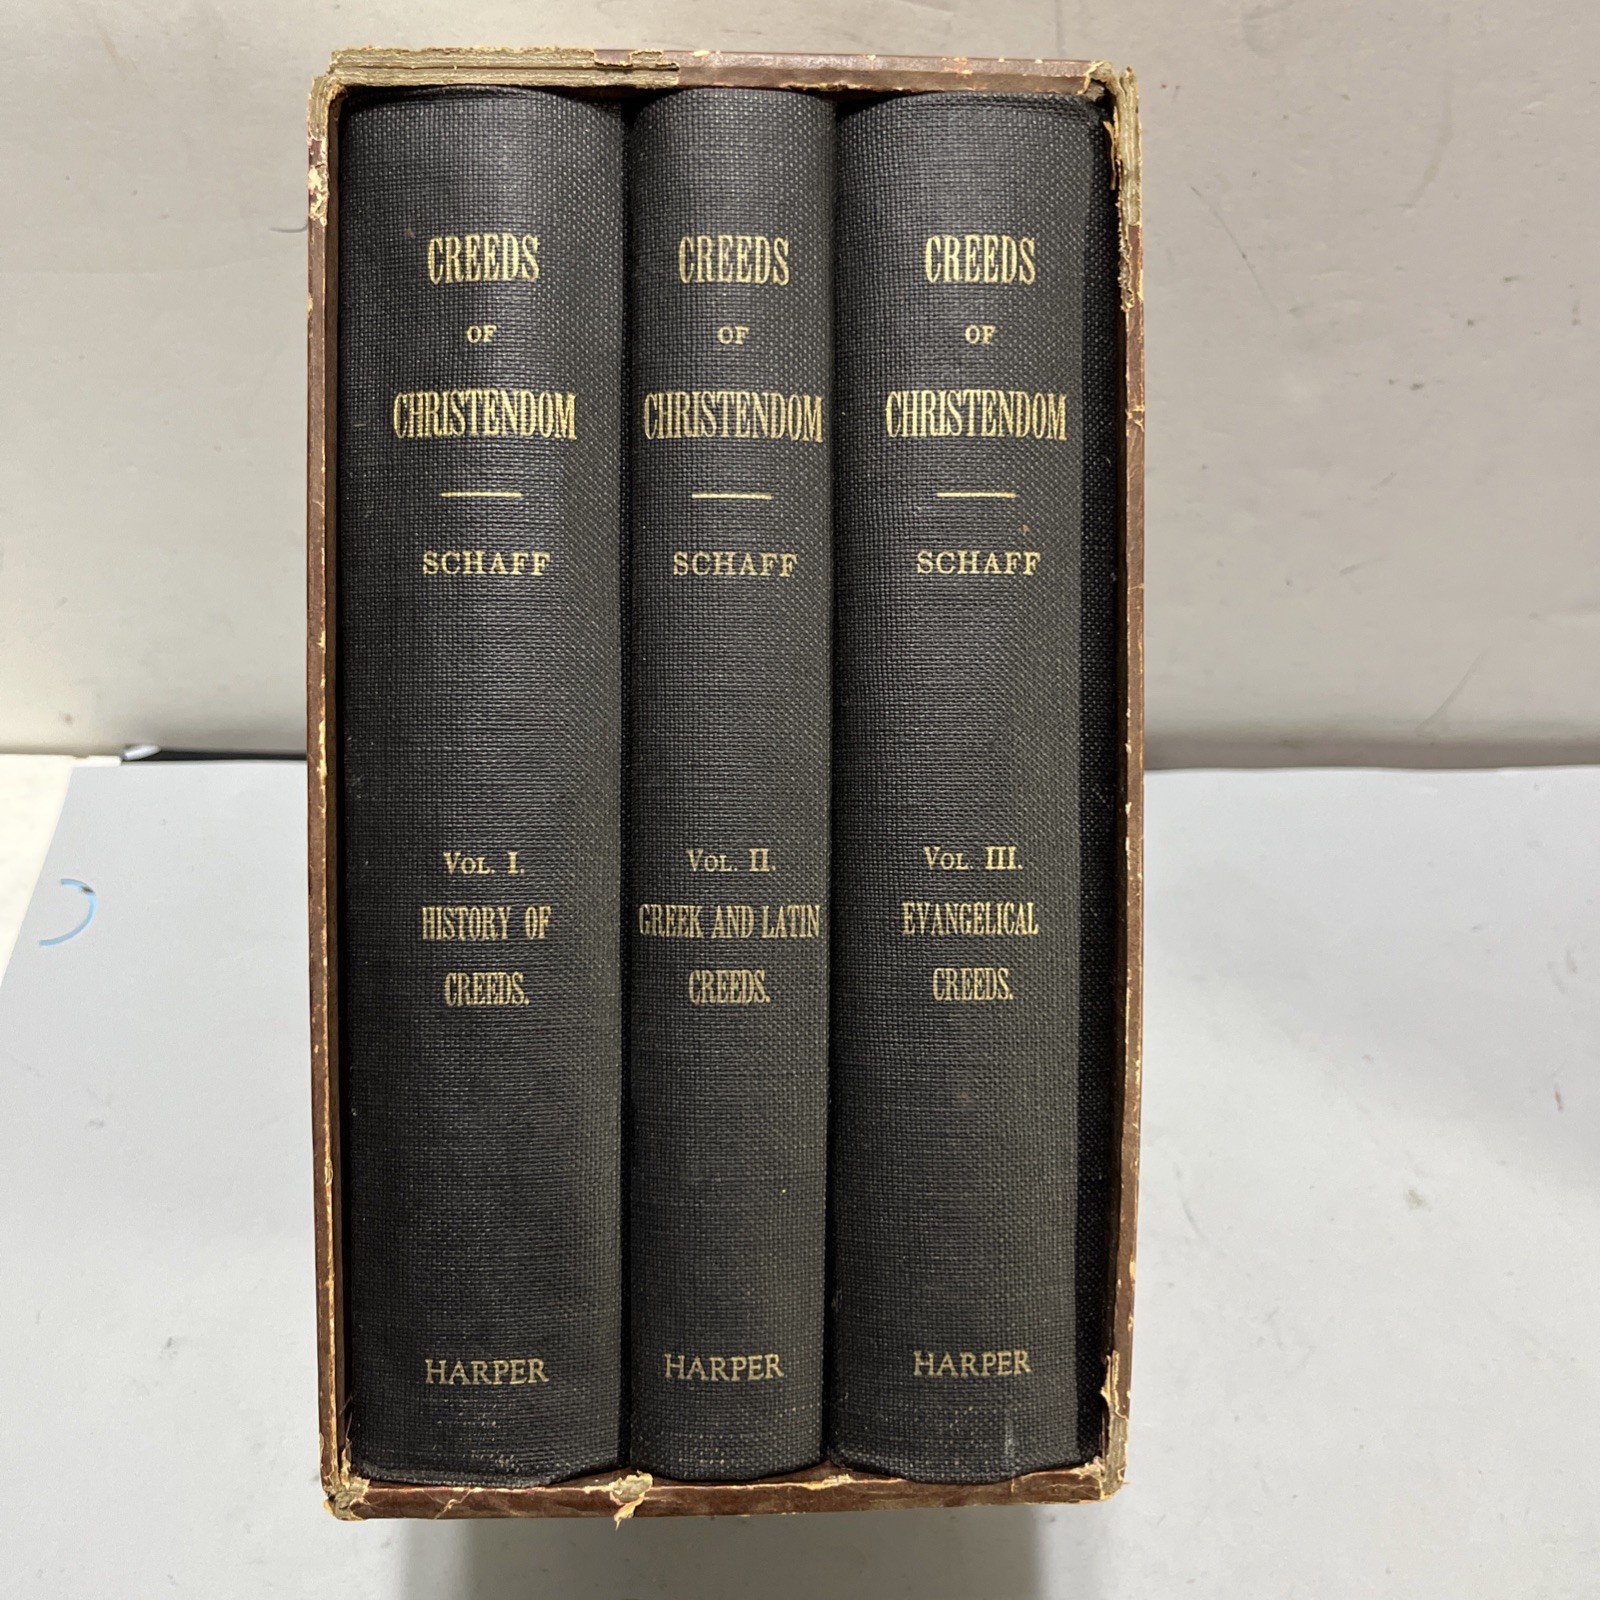 CREEDS
OF
CHRISTENDOM
SCHAFF
VOL. I.
HISTORY OF
CREEDS.
HARPER
CREEDS
OF
CHRISTENDOM
SCHAFF
VOL. II.
GREEK AND LATIN
CREEDS.
HARPER
CREEDS
OF
CHRISTENDOM
SCHAFF
VOL. III.
EVANGELICAL
CREEDS.
HARPER